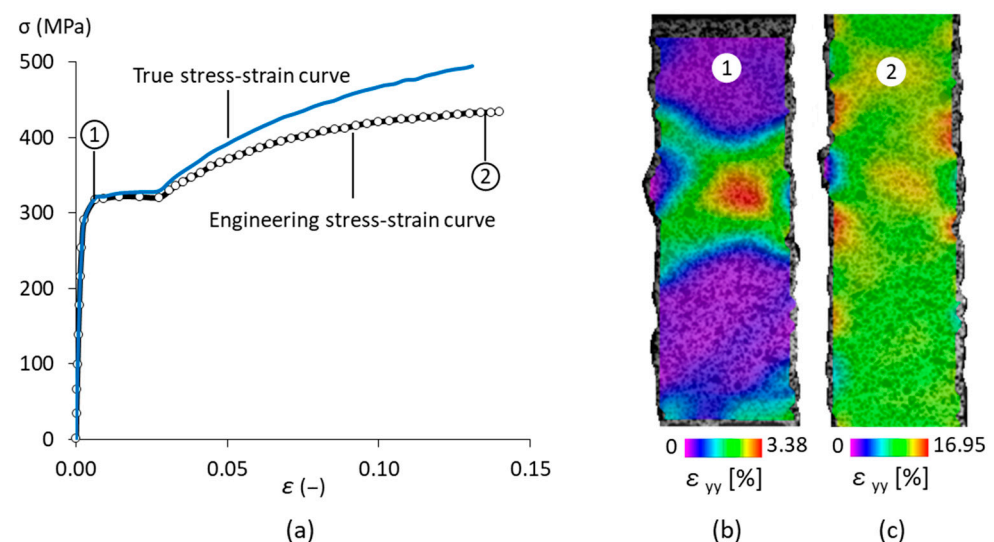 σ (MPa)
500
400
300
200
100
0
True stress-strain curve
1
2
Engineering stress-strain curve
0.00
0.05
0.10
0.15
ε (−)
(a)
1
0 3.38
ε yy [%]
(b)
2
0 16.95
ε yy [%]
(c)